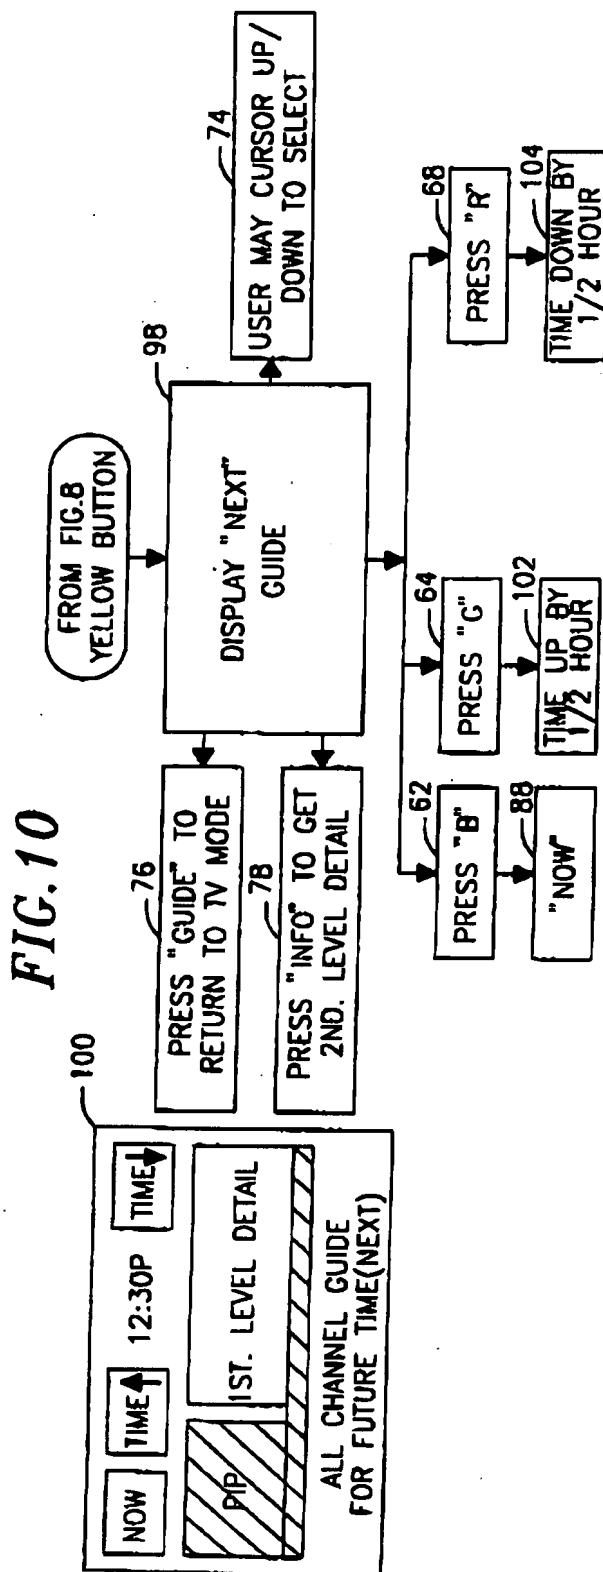 FIG.10
100
NOW
TIME
12:30P
TIME
PIP
1ST. LEVEL DETAIL
ALL CHANNEL GUIDE
FOR FUTURE TIME(NEXT)
FROM FIG.8
YELLOW BUTTON
98
DISPLAY "NEXT"
GUIDE
76
PRESS "GUIDE" TO
RETURN TO TV MODE
78
PRESS "INFO" TO GET
2ND. LEVEL DETAIL
74
USER MAY CURSOR UP/
DOWN TO SELECT
62
PRESS "B"
88
"NOW"
64
PRESS "G"
102
TIME UP BY
1/2 HOUR
68
PRESS "R"
104
TIME DOWN BY
1/2 HOUR